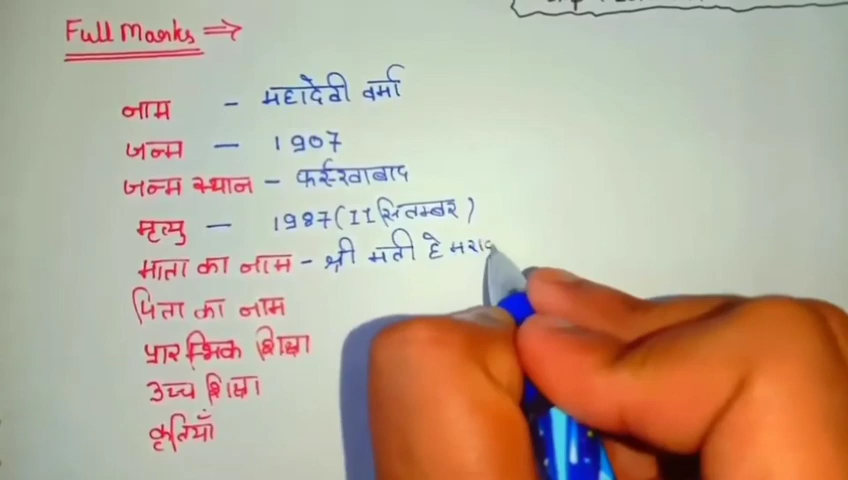 Full Marks ⇒
नाम - महादेवी वर्मा
जन्म - 1907
जन्म स्थान - फर्रुखाबाद
मृत्यु - 1987 (11 सितम्बर)
माता का नाम - श्री मती हेमरा
पिता का नाम
प्रारम्भिक शिक्षा
उच्च शिक्षा
कृतियाँ